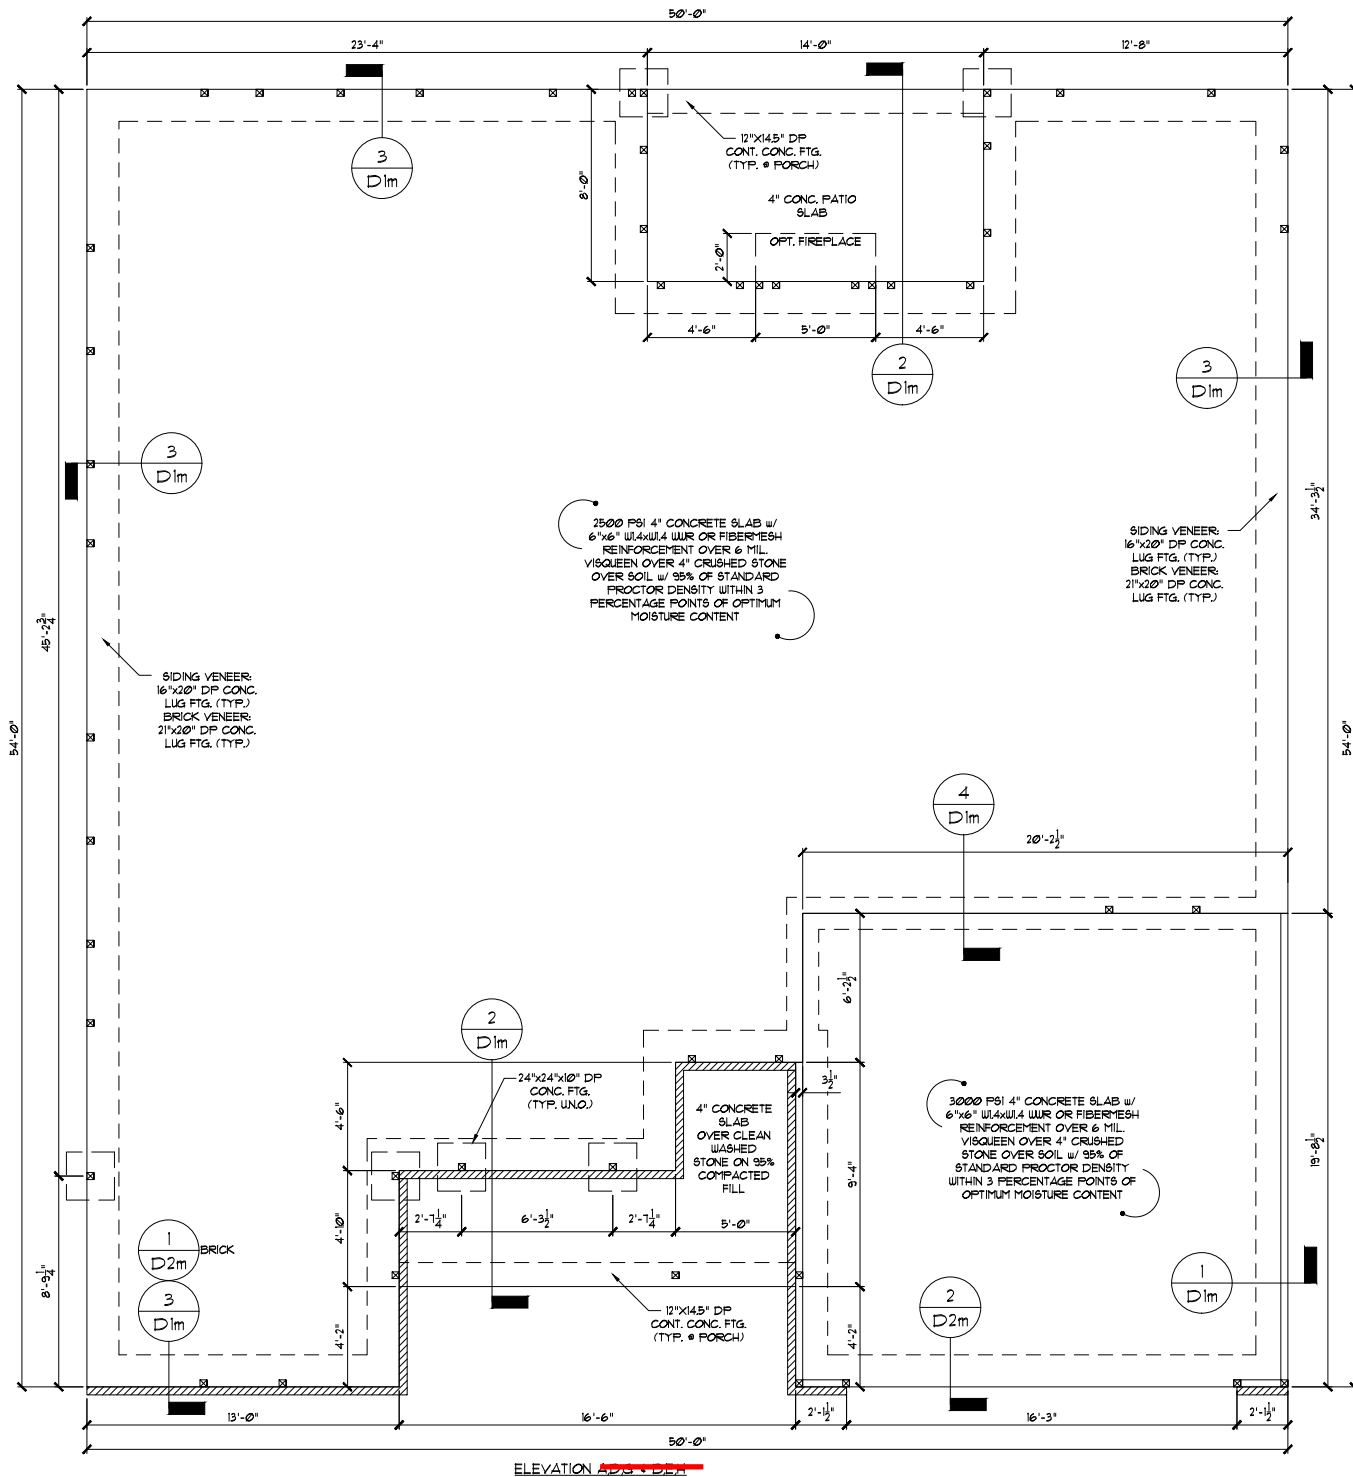 50'-0"
23'-4"
14'-0"
12'-8"
3
D1m
12"X14.5" DP
CONT. CONC. FTG.
(TYP. @ PORCH)
8'-0"
4" CONC. PATIO
SLAB
OPT. FIREPLACE
2'-0"
4'-6"
5'-0"
4'-6"
2
D1m
3
D1m
3
D1m
34'-3 1/2"
2500 PSI 4" CONCRETE SLAB w/
6"x6" W1.4xW1.4 WWR OR FIBERMESH
REINFORCEMENT OVER 6 MIL.
VISQUEEN OVER 4" CRUSHED STONE
OVER SOIL w/ 95% OF STANDARD
PROCTOR DENSITY WITHIN 3
PERCENTAGE POINTS OF OPTIMUM
MOISTURE CONTENT
SIDING VENEER:
16"x20" DP CONC.
LUG FTG. (TYP.)
BRICK VENEER:
21"x20" DP CONC.
LUG FTG. (TYP.)
45'-2 3/4"
SIDING VENEER:
16"x20" DP CONC.
LUG FTG. (TYP.)
BRICK VENEER:
21"x20" DP CONC.
LUG FTG. (TYP.)
54'-0"
54'-0"
4
D1m
20'-2 1/2"
6'-2 1/2"
2
D1m
24"x24"x10" DP
CONC. FTG.
(TYP. U.N.O.)
3 1/2"
4'-6"
4" CONCRETE
SLAB
OVER CLEAN
WASHED
STONE ON 95%
COMPACTED
FILL
3000 PSI 4" CONCRETE SLAB w/
6"x6" W1.4xW1.4 WWR OR FIBERMESH
REINFORCEMENT OVER 6 MIL.
VISQUEEN OVER 4" CRUSHED
STONE OVER SOIL w/ 95% OF
STANDARD PROCTOR DENSITY
WITHIN 3 PERCENTAGE POINTS OF
OPTIMUM MOISTURE CONTENT
19'-8 1/2"
9'-4"
2'-7 1/4"
6'-3 1/2"
2'-7 1/4"
5'-0"
4'-10"
1
D2m
BRICK
3
D1m
8'-9 1/4"
1
D1m
2
D2m
12"X14.5" DP
CONT. CONC. FTG.
(TYP. @ PORCH)
4'-2"
4'-2"
13'-0"
16'-6"
2'-1 1/2"
16'-3"
2'-1 1/2"
50'-0"
ELEVATION